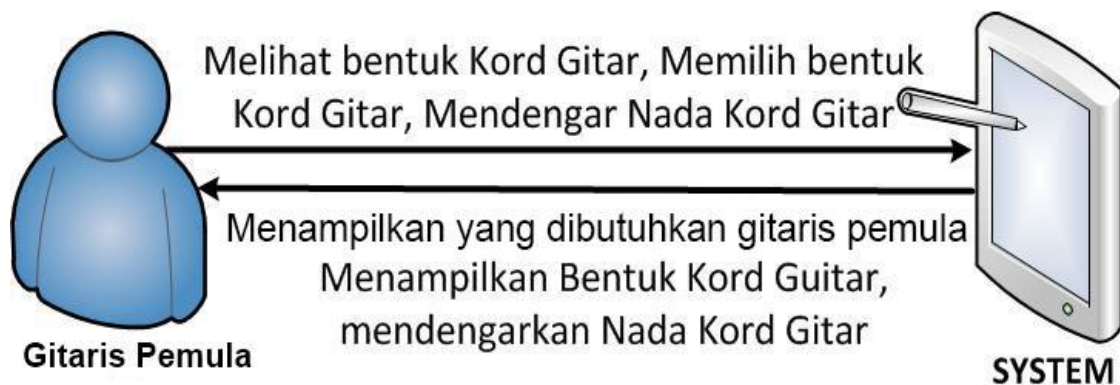 Melihat bentuk Kord Gitar, Memilih bentuk
Kord Gitar, Mendengar Nada Kord Gitar
Menampilkan yang dibutuhkan gitaris pemula
Menampilkan Bentuk Kord Guitar,
mendengarkan Nada Kord Gitar
Gitaris Pemula
SYSTEM